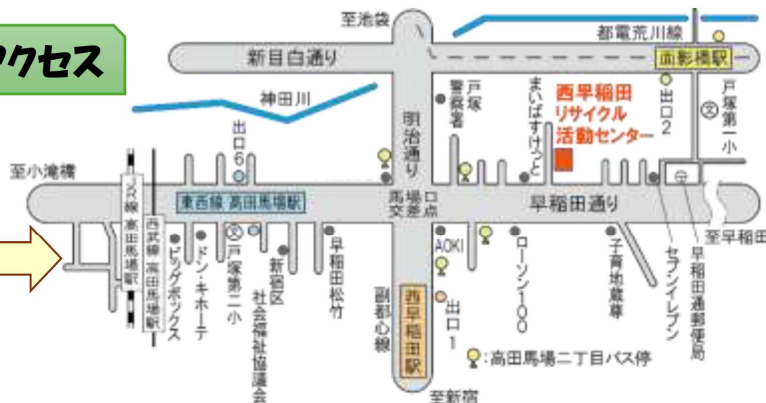 アクセス
至池袋
都電荒川線
新目白通り
面影橋駅
神田川
明治通り
戸塚警察署
まいばすけっと
西早稲田
リサイクル
活動センター
出口2
戸塚第一小
出口6
至小滝橋
JR線 高田馬場駅
西武線 高田馬場駅
東西線 高田馬場駅
馬場口
交差点
早稲田通り
至早稲田
ビッグボックス
ドン・キホーテ
戸塚第二小
新宿区
社会福祉協議会
早稲田松竹
副都心線
西早稲田駅
AOKI
出口1
ローソン100
子育地蔵尊
セブンイレブン
早稲田通郵便局
:高田馬場二丁目バス停
至新宿